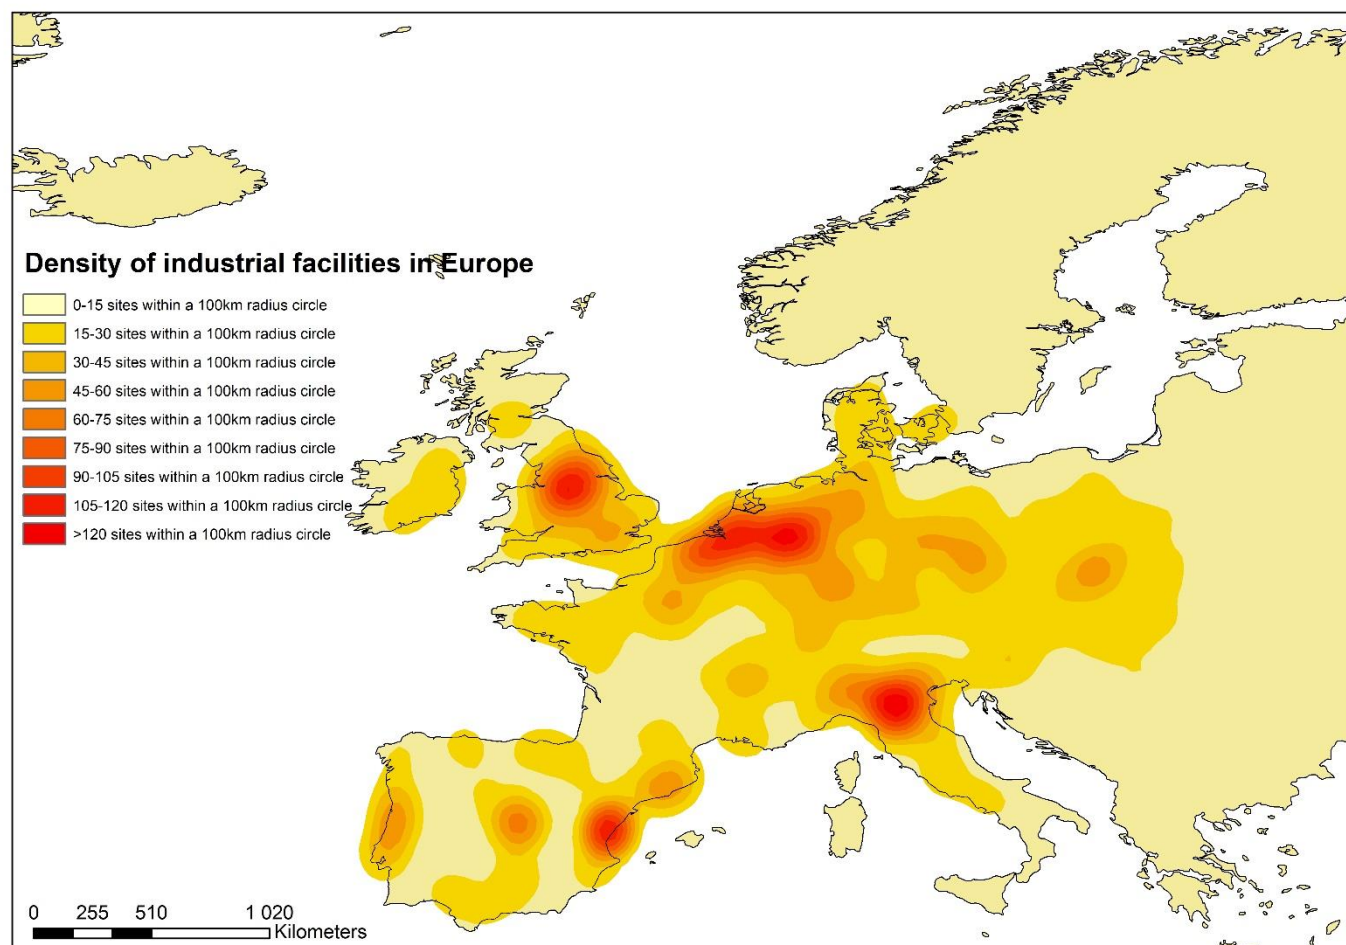 Density of industrial facilities in Europe
0-15 sites within a 100km radius circle
15-30 sites within a 100km radius circle
30-45 sites within a 100km radius circle
45-60 sites within a 100km radius circle
60-75 sites within a 100km radius circle
75-90 sites within a 100km radius circle
90-105 sites within a 100km radius circle
105-120 sites within a 100km radius circle
>120 sites within a 100km radius circle
0 255 510 1 020
Kilometers